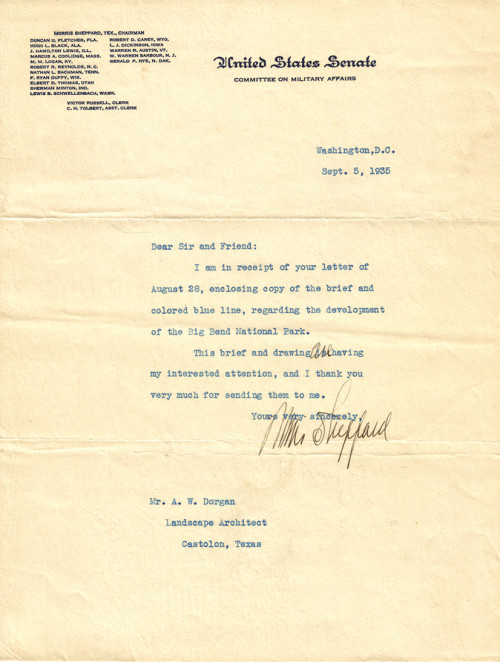 MORRIS SHEPPARD, TEX., CHAIRMAN
DUNCAN U. FLETCHER, FLA.
HUGO L. BLACK, ALA.
J. HAMILTON LEWIS, ILL.
MARCUS A. COOLIDGE, MASS.
M. M. LOGAN, KY.
ROBERT R. REYNOLDS, N. C.
NATHAN L. BACHMAN, TENN.
F. RYAN DUFFY, WIS.
ELBERT D. THOMAS, UTAH
SHERMAN MINTON, IND.
LEWIS B. SCHWELLENBACH, WASH.
ROBERT D. CAREY, WYO.
L. J. DICKINSON, IOWA
WARREN R. AUSTIN, VT.
W. WARREN BARBOUR, N. J.
GERALD P. NYE, N. DAK.
VICTOR RUSSELL, CLERK
C. H. TOLBERT, ASST. CLERK
United States Senate
COMMITTEE ON MILITARY AFFAIRS
Washington,D.C.
Sept. 5, 1935
Dear Sir and Friend:
I am in receipt of your letter of
August 28, enclosing copy of the brief and
colored blue line, regarding the development
of the Big Bend National Park.
This brief and drawing are having
my interested attention, and I thank you
very much for sending them to me.
Yours very sincerely,
Morris Sheppard
Mr. A. W. Dorgan
Landscape Architect
Castolon, Texas